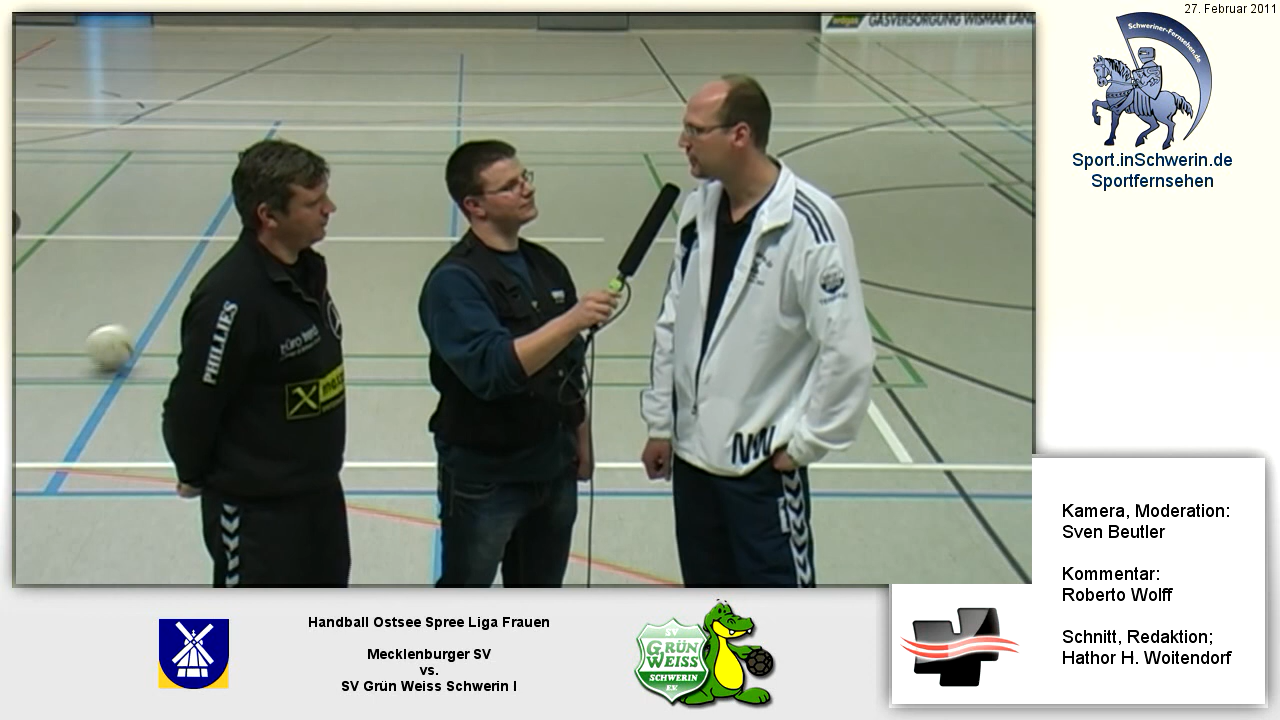 27. Februar 2011
GASVERSORGUNG WISMAR LAND
Schweriner-Fernsehen.de
Sport.inSchwerin.de
Sportfernsehen
PHILLIES
NW
Kamera, Moderation:
Sven Beutler
Kommentar:
Roberto Wolff
Schnitt, Redaktion;
Hathor H. Woitendorf
Handball Ostsee Spree Liga Frauen
Mecklenburger SV
vs.
SV Grün Weiss Schwerin I
SV
GRÜN
WEISS
SCHWERIN
E.V.